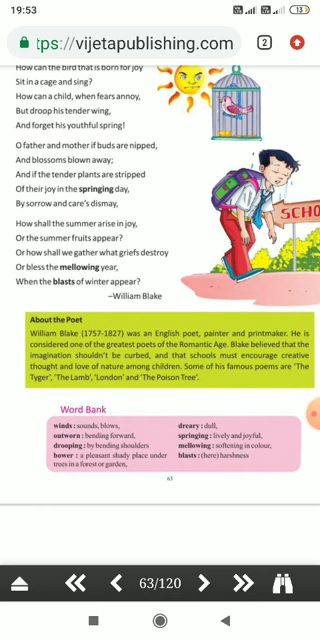 19:53
13
tps://vijetapublishing.com
2
How can the bird that is born for joy
Sit in a cage and sing?
How can a child, when fears annoy,
But droop his tender wing,
And forget his youthful spring!
O father and mother if buds are nipped,
And blossoms blown away;
And if the tender plants are stripped
Of their joy in the springing day,
By sorrow and care's dismay,
SCHO
How shall the summer arise in joy,
Or the summer fruits appear?
Or how shall we gather what griefs destroy
Or bless the mellowing year,
When the blasts of winter appear?
–William Blake
About the Poet
William Blake (1757-1827) was an English poet, painter and printmaker. He is
considered one of the greatest poets of the Romantic Age. Blake believed that the
imagination shouldn't be curbed, and that schools must encourage creative
thought and love of nature among children. Some of his famous poems are 'The
Tyger', 'The Lamb', 'London' and 'The Poison Tree'.
Word Bank
winds : sounds, blows,
outworn : bending forward,
drooping : by bending shoulders
bower : a pleasant shady place under
trees in a forest or garden,
dreary : dull,
springing : lively and joyful,
mellowing : softening in colour,
blasts : (here) harshness
63
63/120